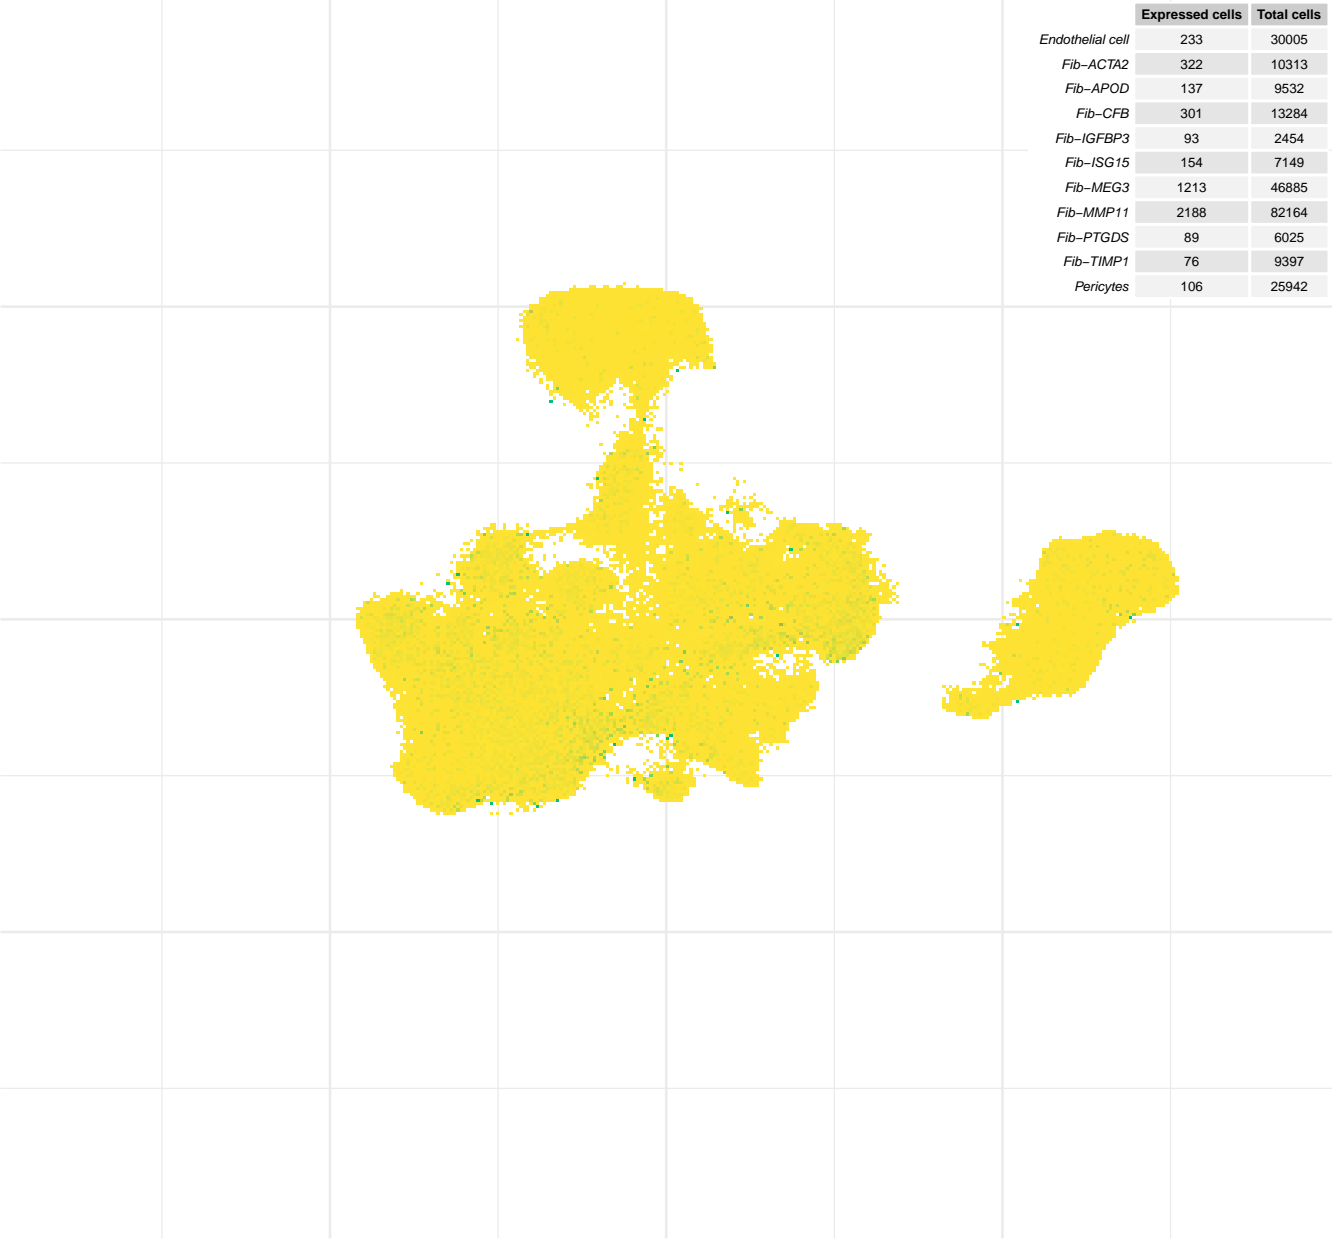 Expressed cells Total cells
Endothelial cell 233 30005
Fib−ACTA2 322 10313
Fib−APOD 137 9532
Fib−CFB 301 13284
Fib−IGFBP3 93 2454
Fib−ISG15 154 7149
Fib−MEG3 1213 46885
Fib−MMP11 2188 82164
Fib−PTGDS 89 6025
Fib−TIMP1 76 9397
Pericytes 106 25942